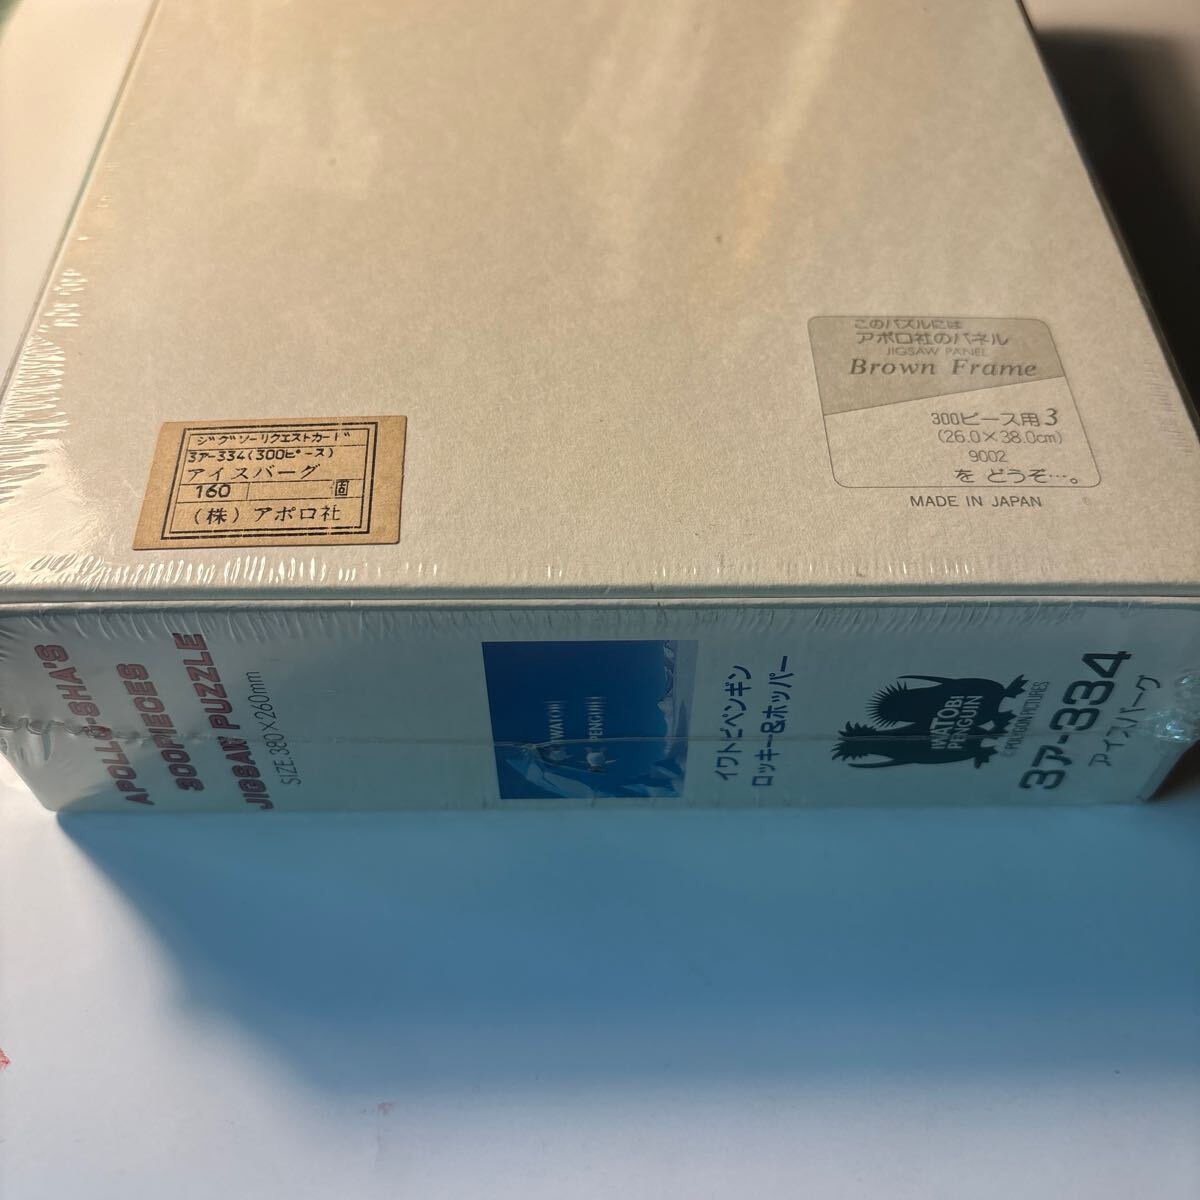 このパズルには
アポロ社のパネル
JIGSAW PANEL
Brown Frame
300ピース用 3
(26.0×38.0cm)
9002
を どうぞ…。
MADE IN JAPAN
ジグソーリクエストカード
3ア-334(300ピース)
アイスバーグ
160 固
(株) アポロ社
APOLLO-SHA'S
300PIECES
JIGSAW PUZZLE
SIZE.380×260mm
IWATOBI
PENGUIN
イワトビペンギン
ロッキー&ホッパー
IWATOBI
PENGUIN
© POLYGON PICTURES
3ア-334
アイスバーグ